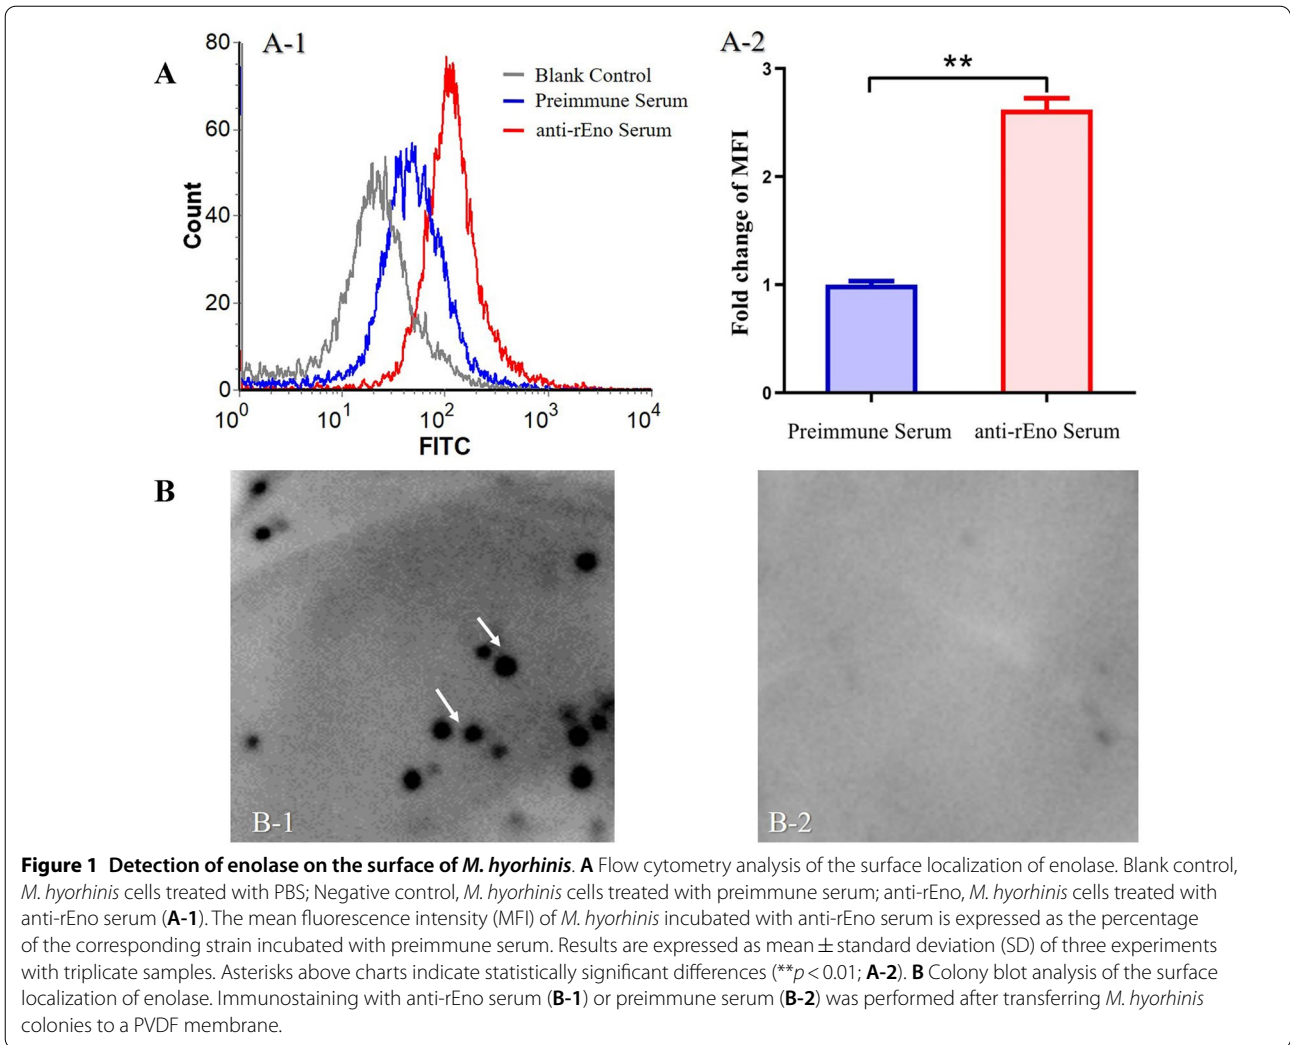 A
A-1
80
60
40
20
0
Count
10^0 10^1 10^2 10^3 10^4
FITC
Blank Control
Preimmune Serum
anti-rEno Serum
A-2
**
3
2
1
0
Fold change of MFI
Preimmune Serum anti-rEno Serum
B
B-1
B-2
Figure 1 Detection of enolase on the surface of M. hyorhinis. A Flow cytometry analysis of the surface localization of enolase. Blank control,
M. hyorhinis cells treated with PBS; Negative control, M. hyorhinis cells treated with preimmune serum; anti-rEno, M. hyorhinis cells treated with
anti-rEno serum (A-1). The mean fluorescence intensity (MFI) of M. hyorhinis incubated with anti-rEno serum is expressed as the percentage
of the corresponding strain incubated with preimmune serum. Results are expressed as mean ± standard deviation (SD) of three experiments
with triplicate samples. Asterisks above charts indicate statistically significant differences (**p < 0.01; A-2). B Colony blot analysis of the surface
localization of enolase. Immunostaining with anti-rEno serum (B-1) or preimmune serum (B-2) was performed after transferring M. hyorhinis
colonies to a PVDF membrane.